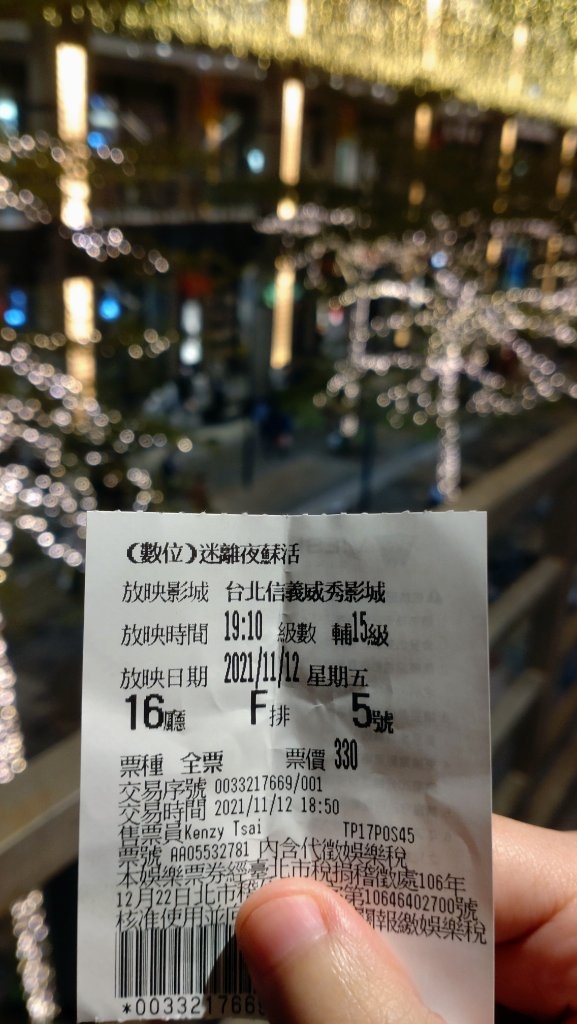 (數位)迷離夜蘇活
放映影城 台北信義威秀影城
放映時間 19:10 級數 輔15級
放映日期 2021/11/12 星期五
16廳 F排 5號
票種 全票 票價 330
交易序號 0033217669/001
交易時間 2021/11/12 18:50
售票員Kenzy Tsai TP17POS45
票號 AA05532781 內含代徵娛樂稅
本娛樂票券經臺北市稅捐稽徵處106年
12月22日北市稽 第10646402700號
核准使用並 報繳娛樂稅
*003321766